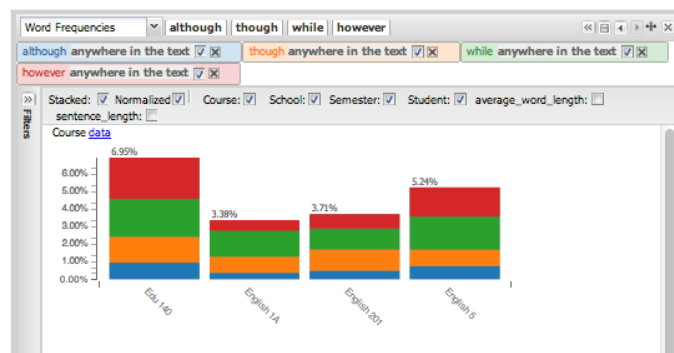 Word Frequencies although though while however
although anywhere in the text though anywhere in the text while anywhere in the text
however anywhere in the text
Stacked: Normalized Course: School: Semester: Student: average_word_length:
sentence_length:
Filters
Course data
6.95%
6.00%
5.00%
4.00%
3.00%
2.00%
1.00%
0.00%
3.38%
3.71%
5.24%
Edu 140
English 1A
English 201
English 5